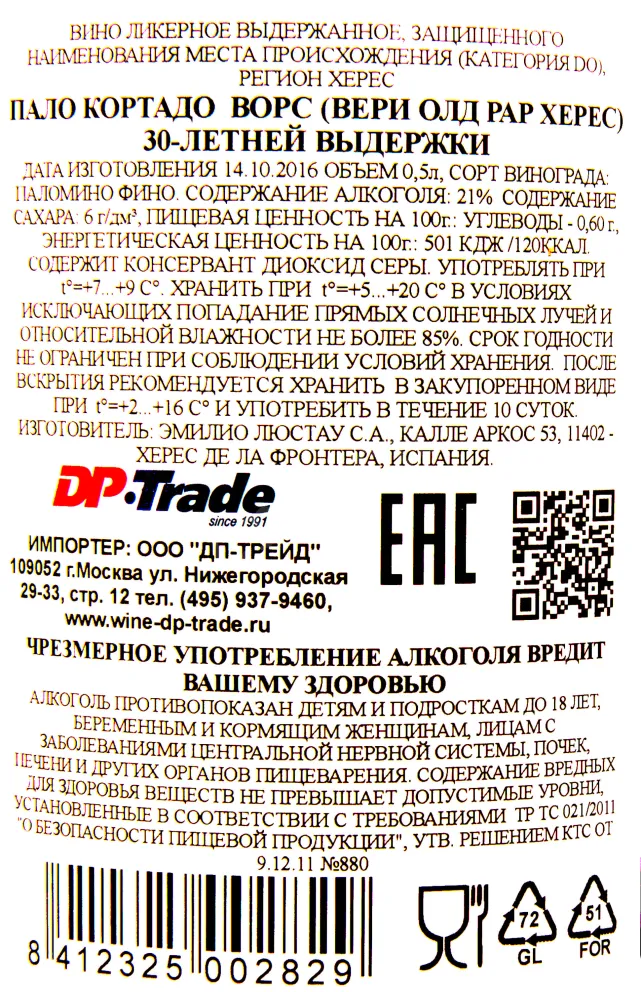 ВИНО ЛИКЕРНОЕ ВЫДЕРЖАННОЕ, ЗАЩИЩЕННОГО
НАИМЕНОВАНИЯ МЕСТА ПРОИСХОЖДЕНИЯ (КАТЕГОРИЯ DO),
РЕГИОН ХЕРЕС
ПАЛО КОРТАДО ВОРС (ВЕРИ ОЛД РАР ХЕРЕС)
30-ЛЕТНЕЙ ВЫДЕРЖКИ
ДАТА ИЗГОТОВЛЕНИЯ 14.10.2016 ОБЪЕМ 0,5л, СОРТ ВИНОГРАДА:
ПАЛОМИНО ФИНО. СОДЕРЖАНИЕ АЛКОГОЛЯ: 21% СОДЕРЖАНИЕ
САХАРА: 6 г/дм³, ПИЩЕВАЯ ЦЕННОСТЬ НА 100г.: УГЛЕВОДЫ - 0,60 г.,
ЭНЕРГЕТИЧЕСКАЯ ЦЕННОСТЬ НА 100г.: 501 КДЖ /120ККАЛ.
СОДЕРЖИТ КОНСЕРВАНТ ДИОКСИД СЕРЫ. УПОТРЕБЛЯТЬ ПРИ
t°=+7...+9 С°. ХРАНИТЬ ПРИ t°=+5...+20 С° В УСЛОВИЯХ
ИСКЛЮЧАЮЩИХ ПОПАДАНИЕ ПРЯМЫХ СОЛНЕЧНЫХ ЛУЧЕЙ И
ОТНОСИТЕЛЬНОЙ ВЛАЖНОСТИ НЕ БОЛЕЕ 85%. СРОК ГОДНОСТИ
НЕ ОГРАНИЧЕН ПРИ СОБЛЮДЕНИИ УСЛОВИЙ ХРАНЕНИЯ. ПОСЛЕ
ВСКРЫТИЯ РЕКОМЕНДУЕТСЯ ХРАНИТЬ В ЗАКУПОРЕННОМ ВИДЕ
ПРИ t°=+2...+16 С° И УПОТРЕБИТЬ В ТЕЧЕНИЕ 10 СУТОК.
ИЗГОТОВИТЕЛЬ: ЭМИЛИО ЛЮСТАУ С.А., КАЛЛЕ АРКОС 53, 11402 -
ХЕРЕС ДЕ ЛА ФРОНТЕРА, ИСПАНИЯ.
DP·Trade
since 1991
ЕАС
ИМПОРТЕР: ООО "ДП-ТРЕЙД"
109052 г.Москва ул. Нижегородская
29-33, стр. 12 тел. (495) 937-9460,
www.wine-dp-trade.ru
ЧРЕЗМЕРНОЕ УПОТРЕБЛЕНИЕ АЛКОГОЛЯ ВРЕДИТ
ВАШЕМУ ЗДОРОВЬЮ
АЛКОГОЛЬ ПРОТИВОПОКАЗАН ДЕТЯМ И ПОДРОСТКАМ ДО 18 ЛЕТ,
БЕРЕМЕННЫМ И КОРМЯЩИМ ЖЕНЩИНАМ, ЛИЦАМ С
ЗАБОЛЕВАНИЯМИ ЦЕНТРАЛЬНОЙ НЕРВНОЙ СИСТЕМЫ, ПОЧЕК,
ПЕЧЕНИ И ДРУГИХ ОРГАНОВ ПИЩЕВАРЕНИЯ. СОДЕРЖАНИЕ ВРЕДНЫХ
ДЛЯ ЗДОРОВЬЯ ВЕЩЕСТВ НЕ ПРЕВЫШАЕТ ДОПУСТИМЫЕ УРОВНИ,
УСТАНОВЛЕННЫЕ В СООТВЕТСТВИИ С ТРЕБОВАНИЯМИ ТР ТС 021/2011
"О БЕЗОПАСНОСТИ ПИЩЕВОЙ ПРОДУКЦИИ", УТВ. РЕШЕНИЕМ КТС ОТ
9.12.11 №880
8 412325 002829
72
GL
51
FOR